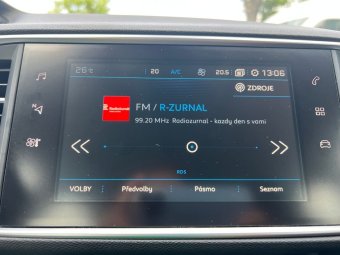 26°C 20 A/C 20.5 13:06
ZDROJE
Radiožurnál
FM / R-ZURNAL
99.20 MHz Radiozurnal - kazdy den s vami
RDS
VOLBY Předvolby Pásmo Seznam